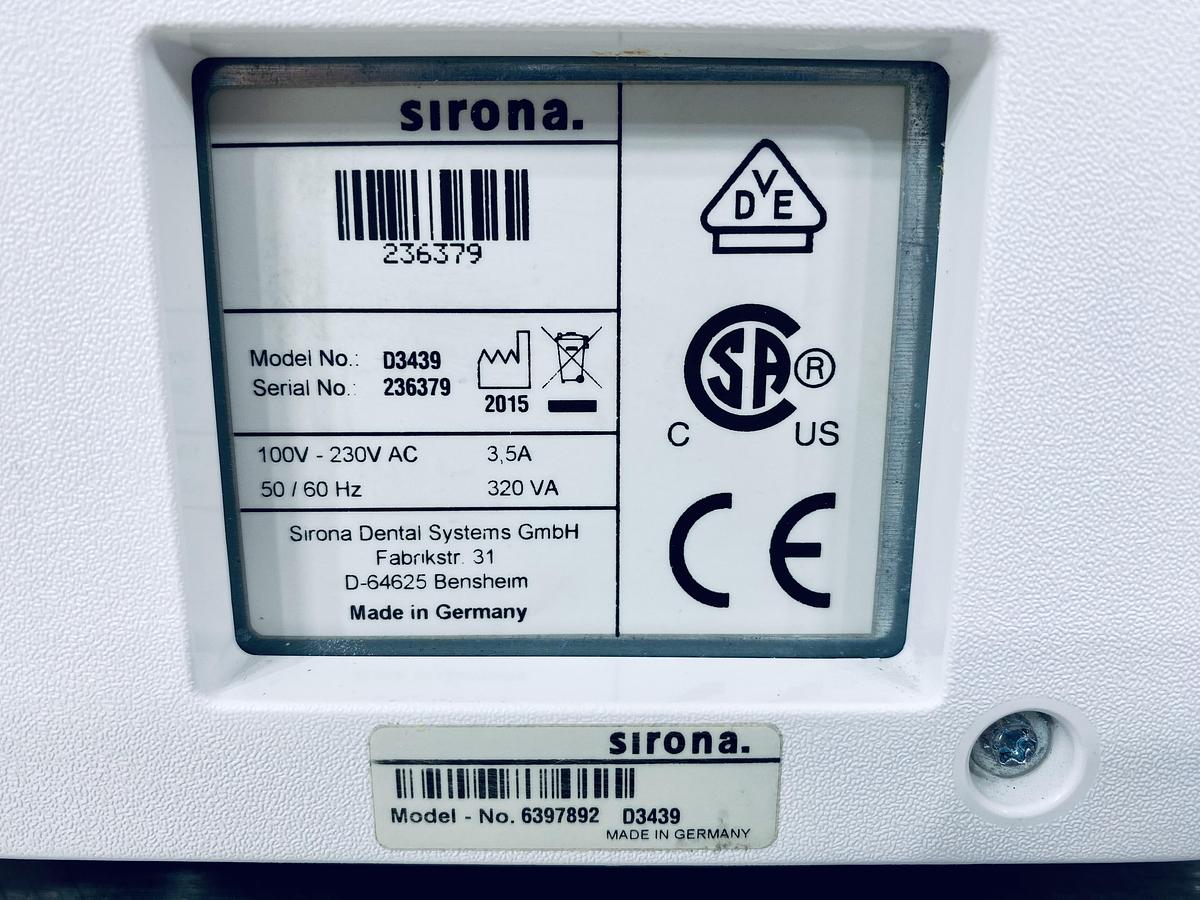 sirona.
236379
Model No.: D3439
Serial No.: 236379
2015
100V - 230V AC 3,5A
50 / 60 Hz 320 VA
Sirona Dental Systems GmbH
Fabrikstr. 31
D-64625 Bensheim
Made in Germany
VDE
CSA ®
C US
CE
sirona.
Model - No. 6397892 D3439
MADE IN GERMANY